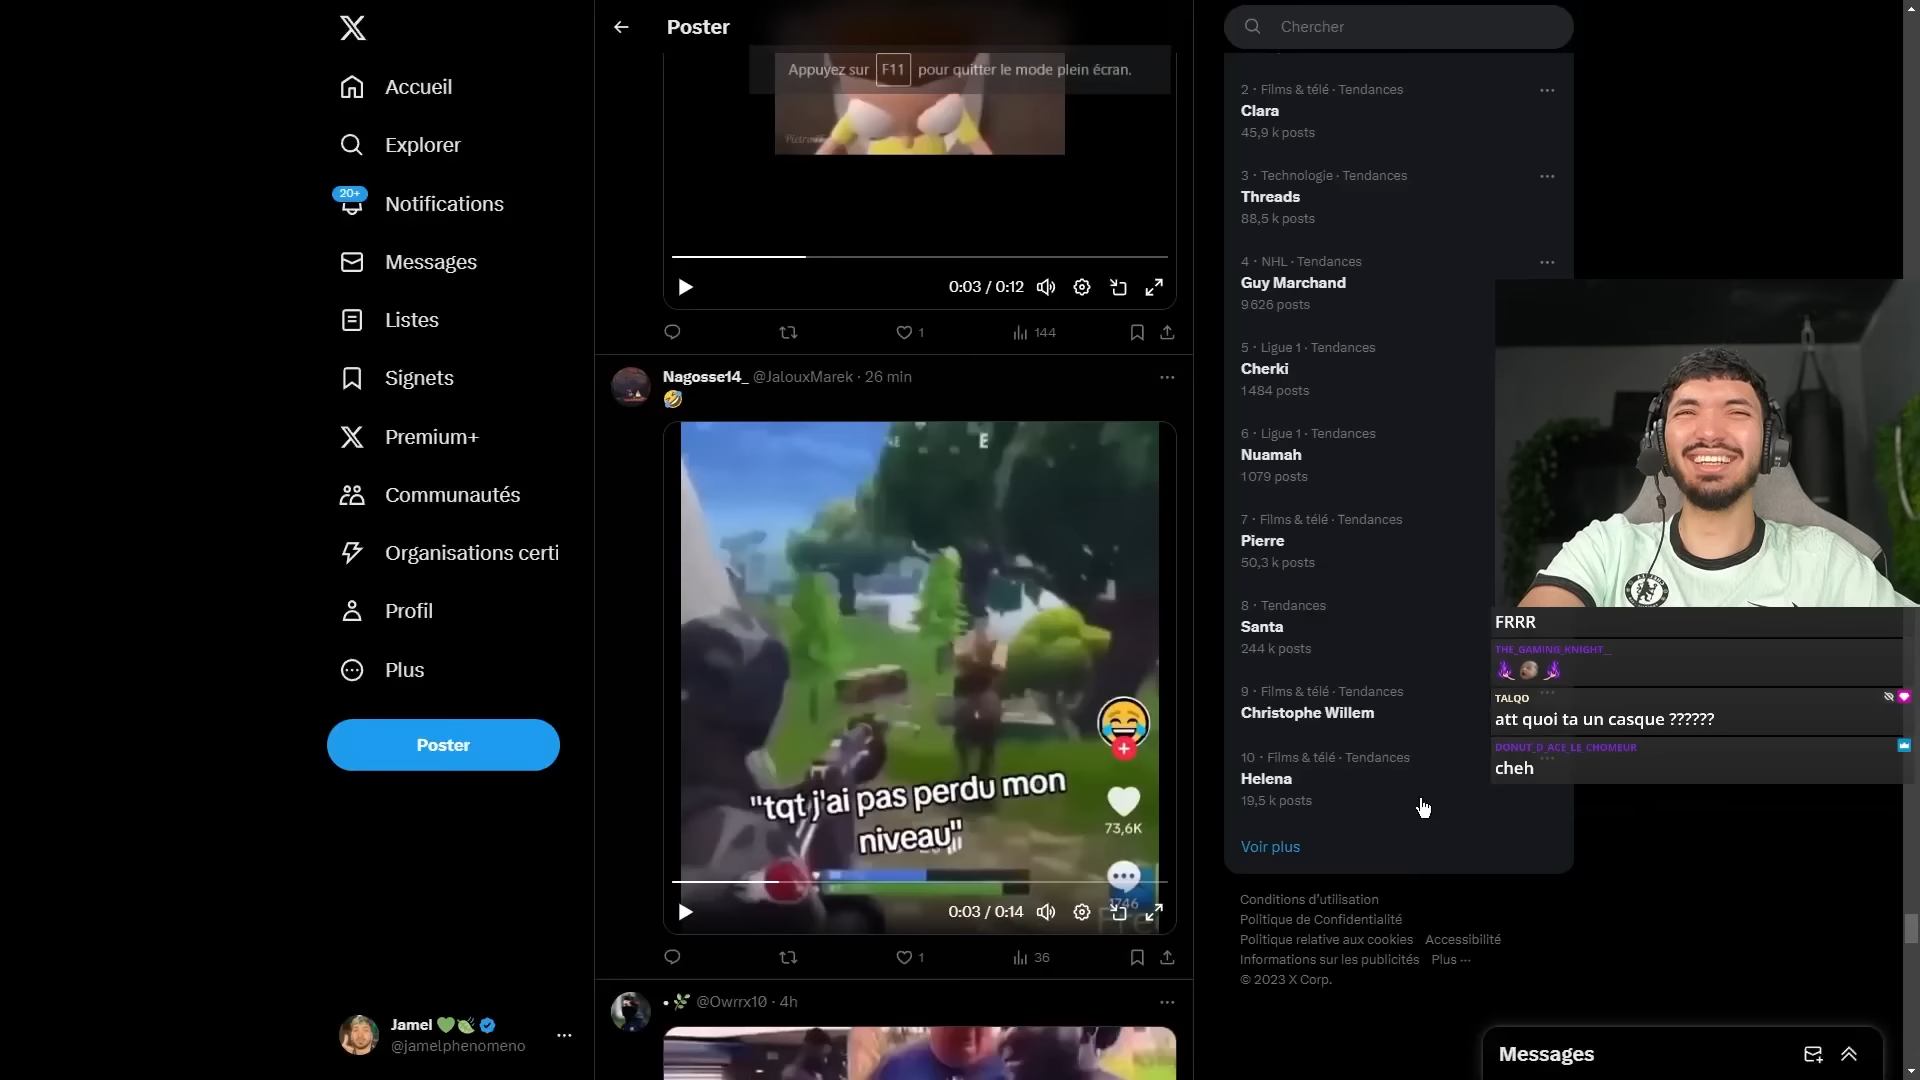 Accueil
Explorer
20+
Notifications
Messages
Listes
Signets
Premium+
Communautés
Organisations certi
Profil
Plus
Poster
Jamel
@jamelphenomeno
Poster
Appuyez sur F11 pour quitter le mode plein écran.
0:03 / 0:12
1
144
Nagosse14_ @JalouxMarek · 26 min
NE
E
"tqt j'ai pas perdu mon
niveau"
73,6K
1746
0:03 / 0:14
1
36
@Owrrx10 · 4h
Chercher
2 · Films & télé · Tendances
Clara
45,9 k posts
3 · Technologie · Tendances
Threads
88,5 k posts
4 · NHL · Tendances
Guy Marchand
9 626 posts
5 · Ligue 1 · Tendances
Cherki
1 484 posts
6 · Ligue 1 · Tendances
Nuamah
1 079 posts
7 · Films & télé · Tendances
Pierre
50,3 k posts
8 · Tendances
Santa
244 k posts
9 · Films & télé · Tendances
Christophe Willem
10 · Films & télé · Tendances
Helena
19,5 k posts
Voir plus
Conditions d'utilisation
Politique de Confidentialité
Politique relative aux cookies Accessibilité
Informations sur les publicités Plus ···
© 2023 X Corp.
FRRR
THE_GAMING_KNIGHT__
TALQO
att quoi ta un casque ??????
DONUT_D_ACE_LE_CHOMEUR
cheh
Messages